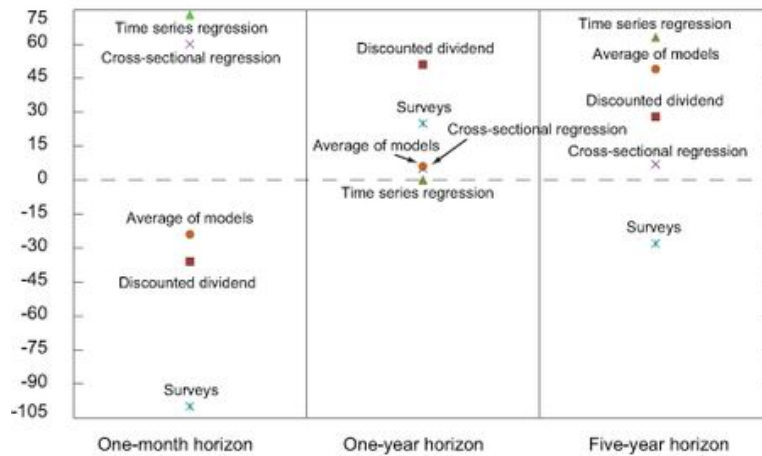 75
60
45
30
15
0
-15
-30
-45
-60
-75
-90
-105
Time series regression
Cross-sectional regression
Average of models
Discounted dividend
Surveys
One-month horizon
Discounted dividend
Surveys
Cross-sectional regression
Average of models
Time series regression
One-year horizon
Time series regression
Average of models
Discounted dividend
Cross-sectional regression
Surveys
Five-year horizon